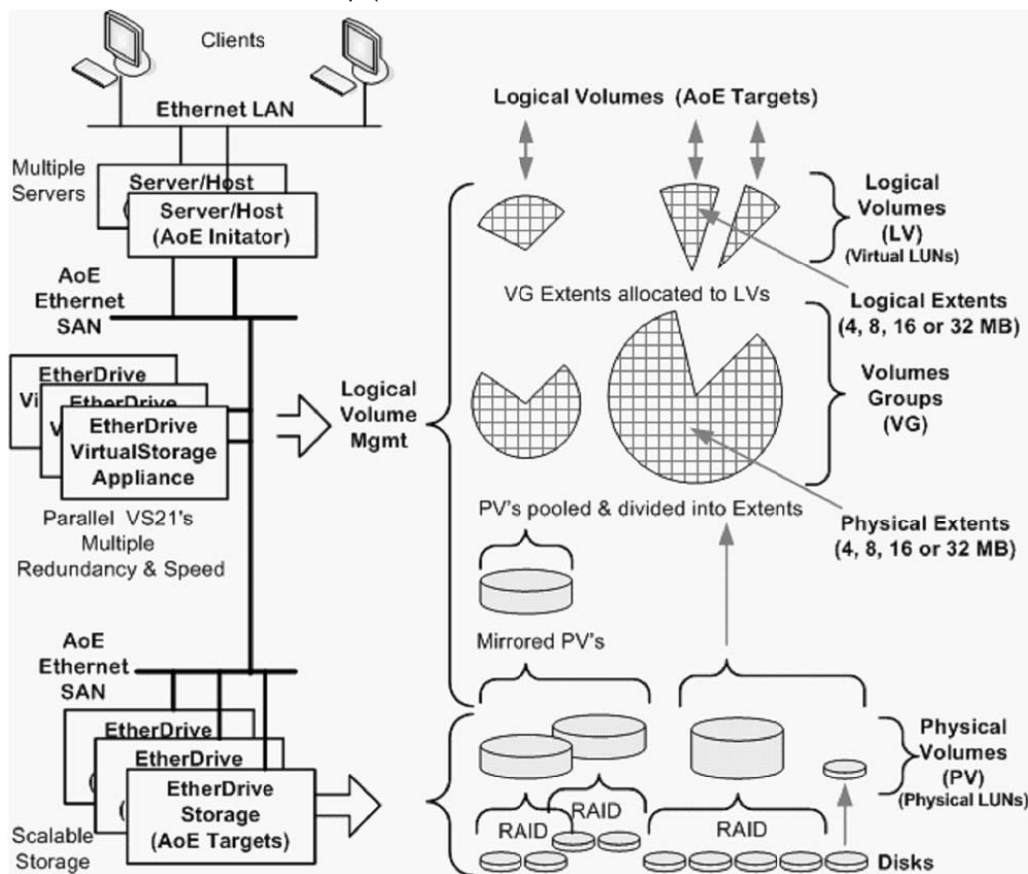 Clients
Ethernet LAN
Multiple
Servers
Server/Host
(
Server/Host
(AoE Initator)
AoE
Ethernet
SAN
EtherDrive
Vi
EtherDrive
V
EtherDrive
VirtualStorage
Appliance
Parallel VS21's
Multiple
Redundancy & Speed
AoE
Ethernet
SAN
EtherDrive
(
EtherDrive
(
EtherDrive
Storage
(AoE Targets)
Scalable
Storage
Logical
Volume
Mgmt
Logical Volumes (AoE Targets)
Logical
Volumes
(LV)
(Virtual LUNs)
VG Extents allocated to LVs
Logical Extents
(4, 8, 16 or 32 MB)
Volumes
Groups
(VG)
PV's pooled & divided into Extents
Physical Extents
(4, 8, 16 or 32 MB)
Mirrored PV's
Physical
Volumes
(PV)
(Physical LUNs)
RAID
RAID
RAID
Disks